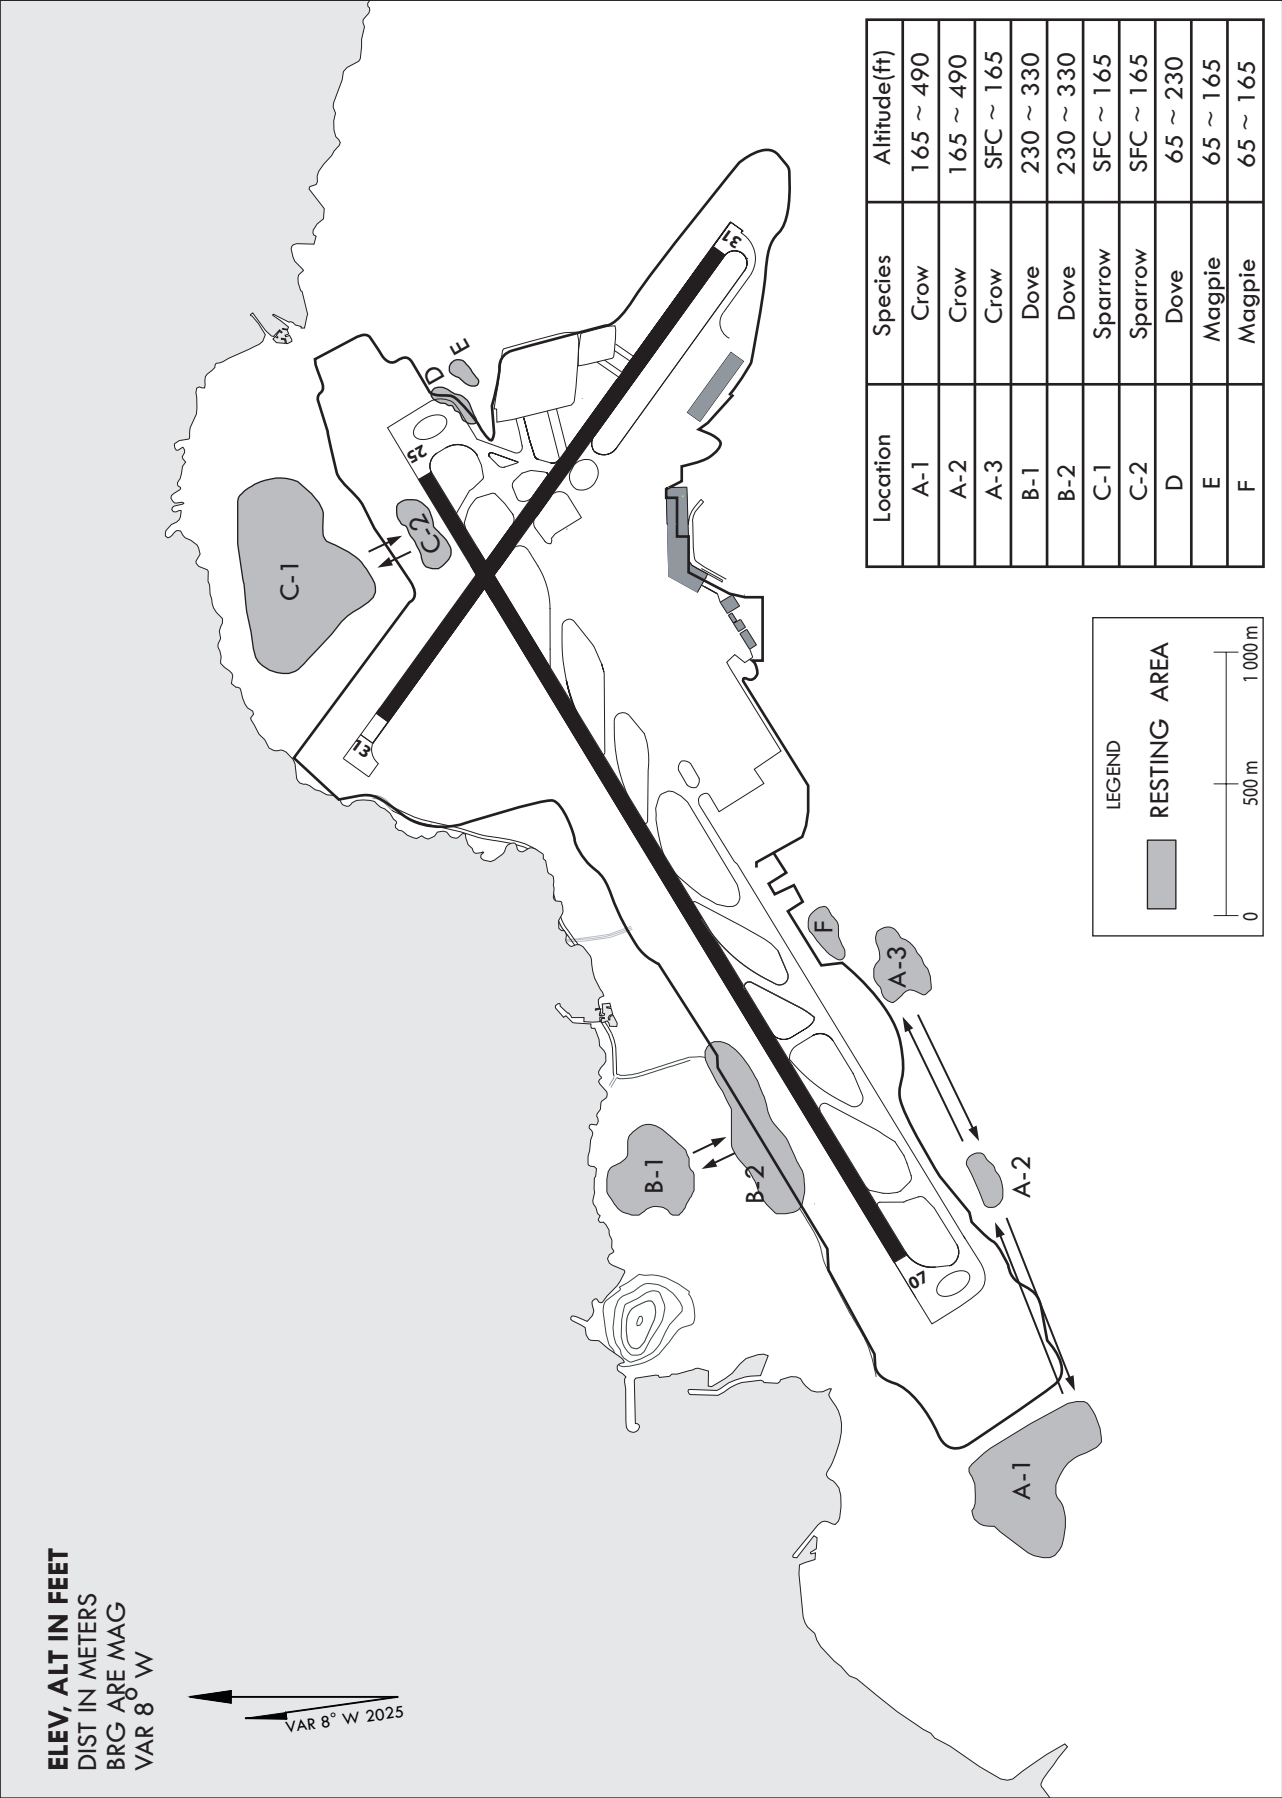 ELEV, ALT IN FEET
DIST IN METERS
BRG ARE MAG
VAR 8° W
VAR 8° W 2025
C-1
C-2
D
E
25
31
13
07
B-1
B-2
F
A-3
A-2
A-1
LEGEND
RESTING AREA
0 500 m 1 000 m
Location Species Altitude(ft)
A-1 Crow 165 ~ 490
A-2 Crow 165 ~ 490
A-3 Crow SFC ~ 165
B-1 Dove 230 ~ 330
B-2 Dove 230 ~ 330
C-1 Sparrow SFC ~ 165
C-2 Sparrow SFC ~ 165
D Dove 65 ~ 230
E Magpie 65 ~ 165
F Magpie 65 ~ 165